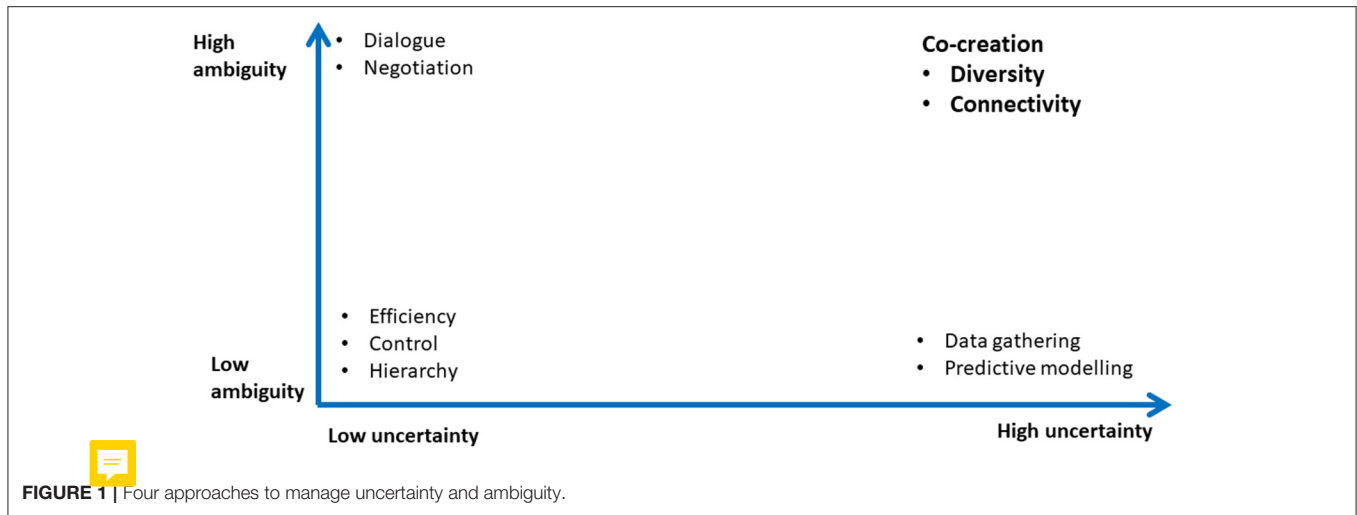 High
ambiguity
• Dialogue
• Negotiation
Co-creation
• Diversity
• Connectivity
• Efficiency
• Control
• Hierarchy
• Data gathering
• Predictive modelling
Low
ambiguity
Low uncertainty
High uncertainty
FIGURE 1 | Four approaches to manage uncertainty and ambiguity.